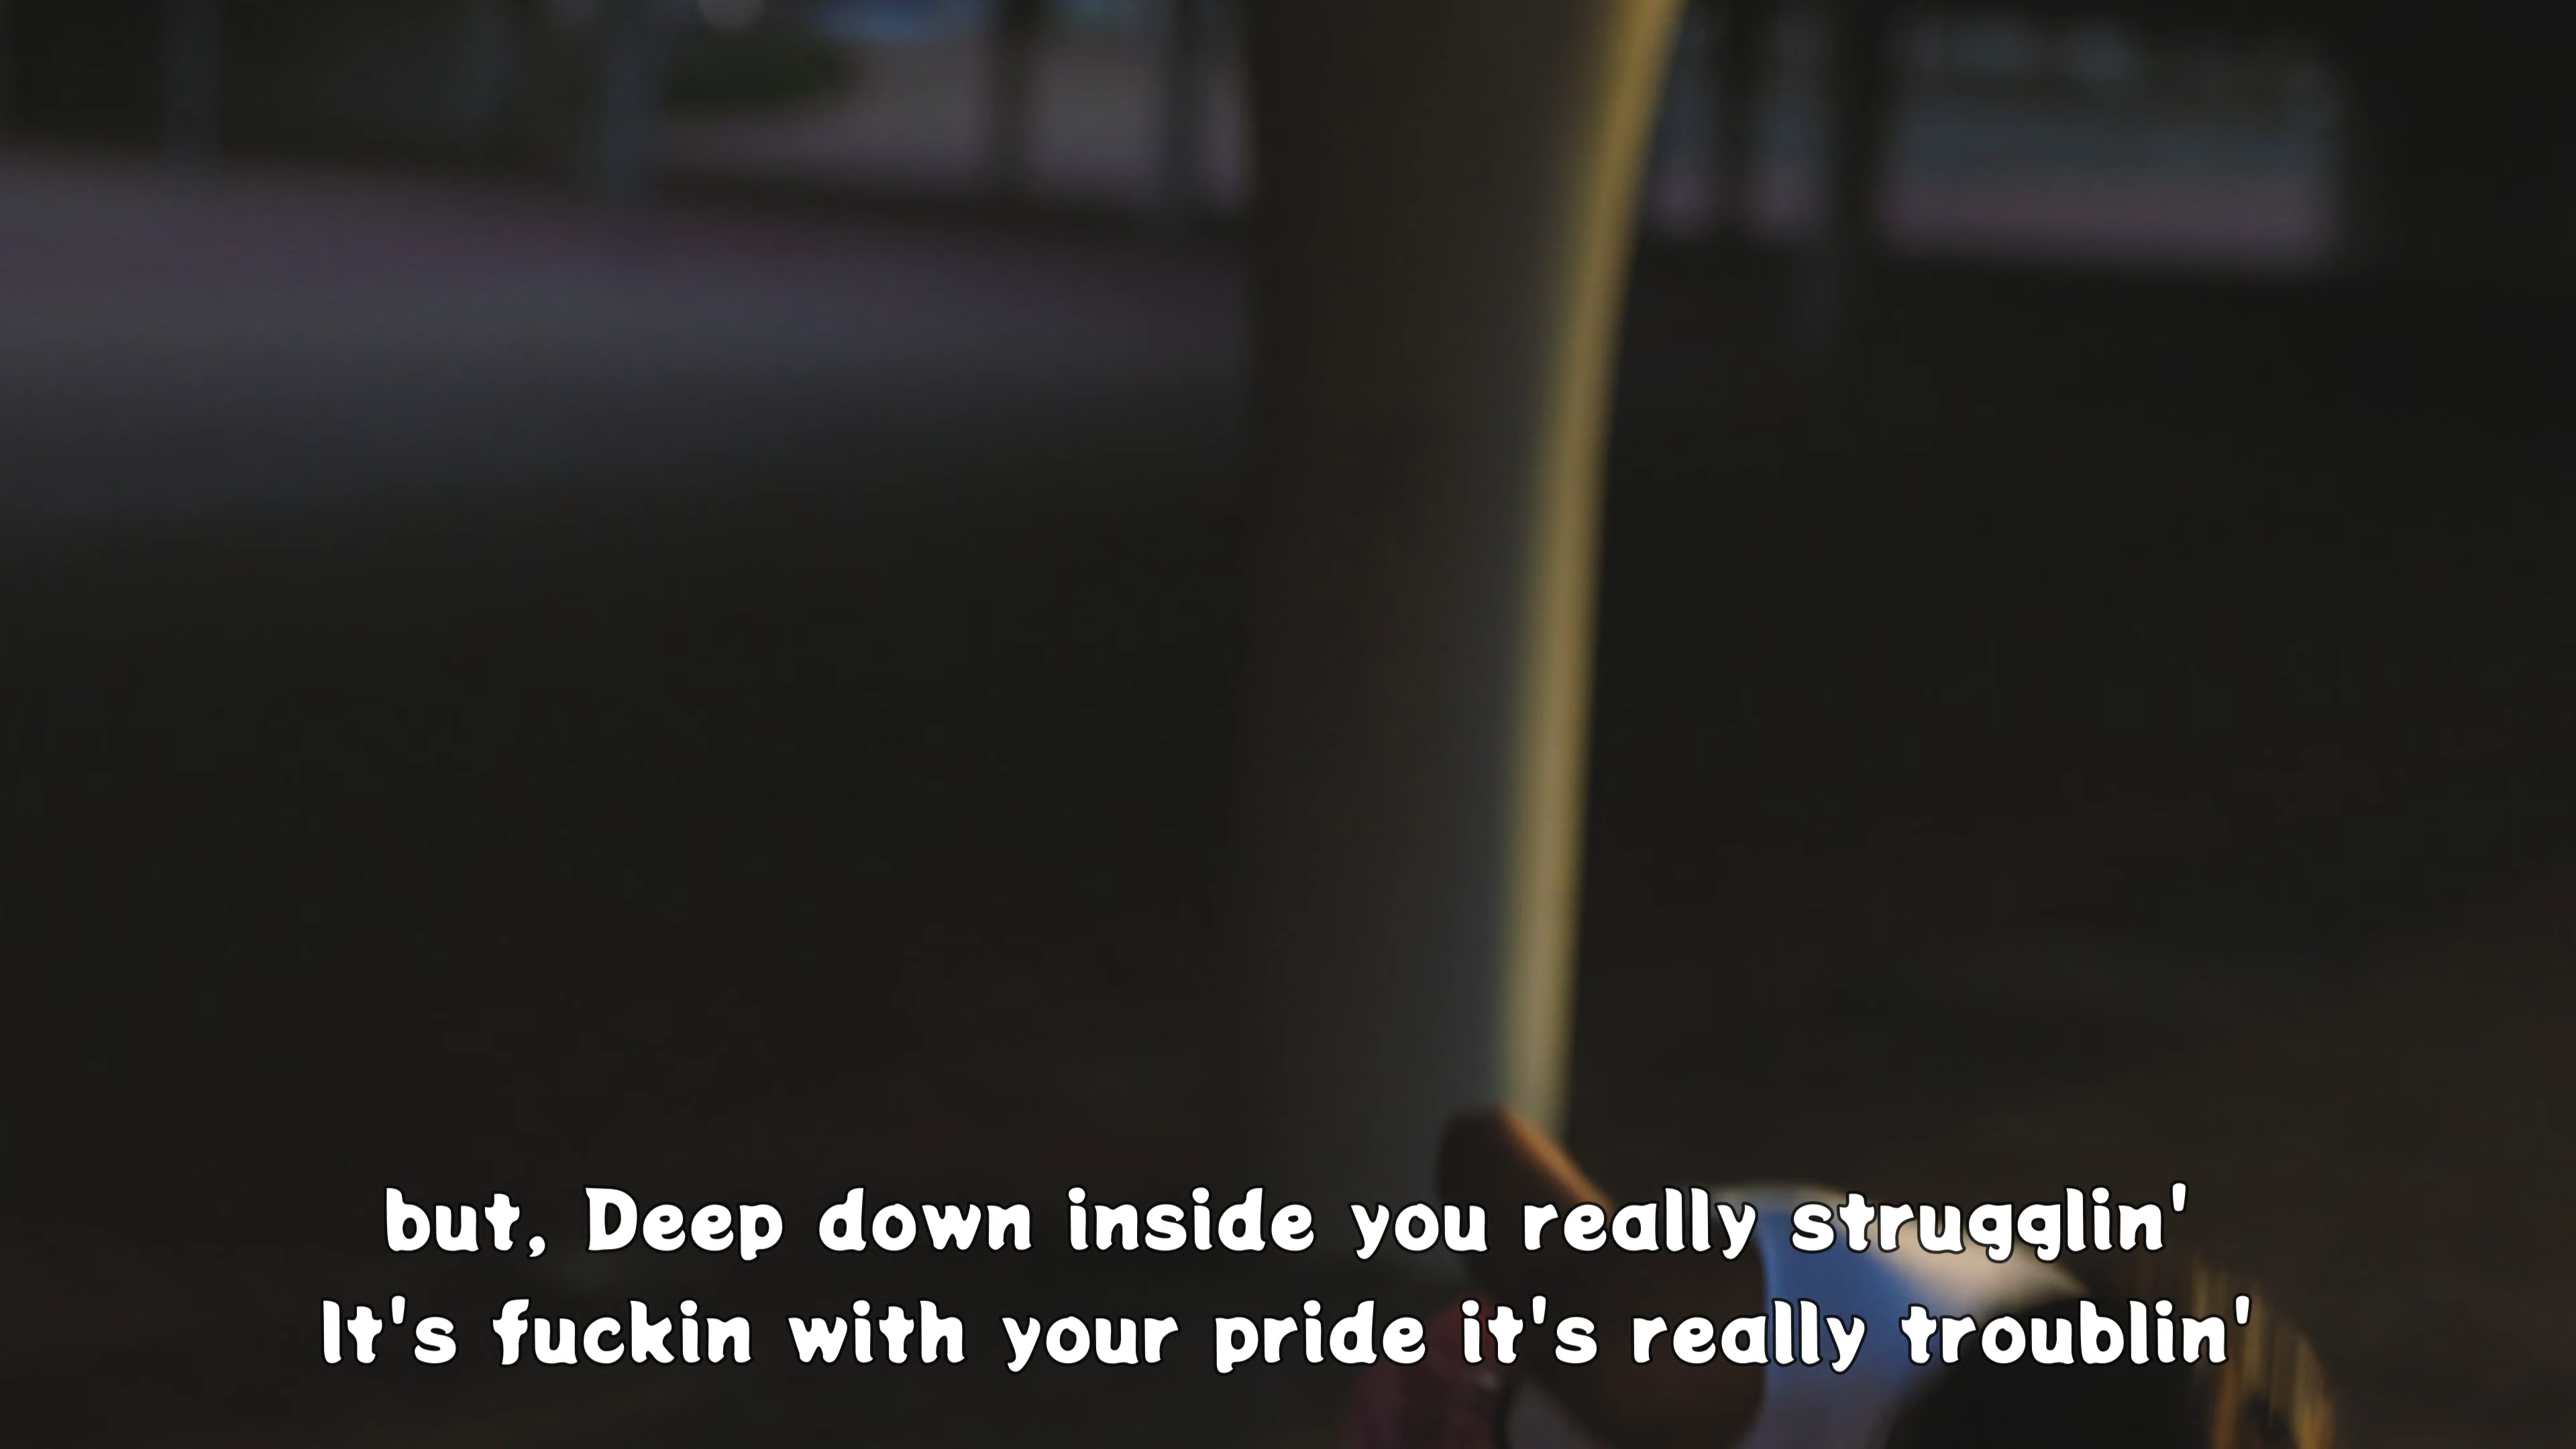 but, Deep down inside you really strugglin'
It's fuckin with your pride it's really troublin'